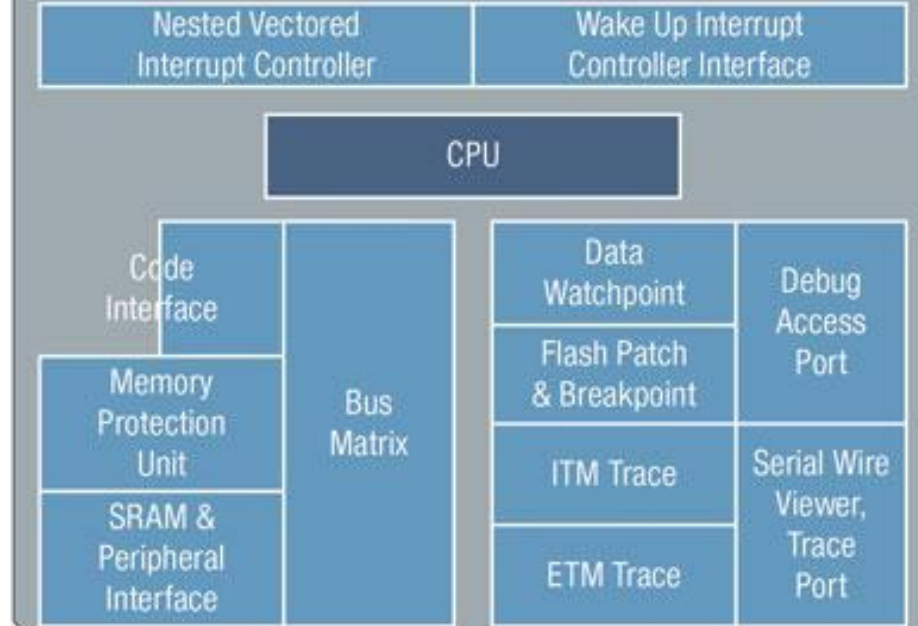 Nested Vectored
Interrupt Controller
Wake Up Interrupt
Controller Interface
CPU
Code
Interface
Memory
Protection
Unit
SRAM &
Peripheral
Interface
Bus
Matrix
Data
Watchpoint
Flash Patch
& Breakpoint
ITM Trace
ETM Trace
Debug
Access
Port
Serial Wire
Viewer,
Trace
Port